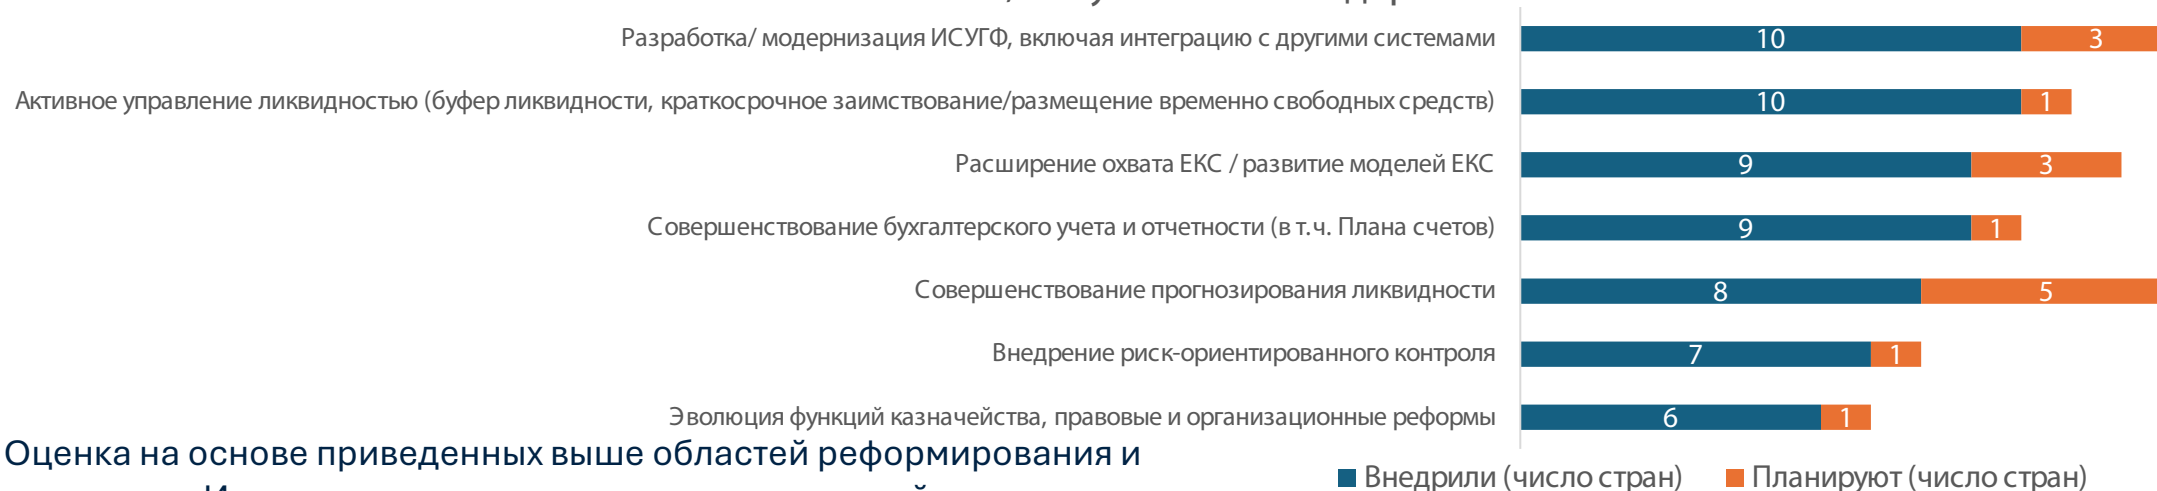 Разработка/ модернизация ИСУГФ, включая интеграцию с другими системами 10 3
Активное управление ликвидностью (буфер ликвидности, краткосрочное заимствование/размещение временно свободных средств) 10 1
Расширение охвата ЕКС / развитие моделей ЕКС 9 3
Совершенствование бухгалтерского учета и отчетности (в т.ч. Плана счетов) 9 1
Совершенствование прогнозирования ликвидности 8 5
Внедрение риск-ориентированного контроля 7 1
Эволюция функций казначейства, правовые и организационные реформы 6 1
Оценка на основе приведенных выше областей реформирования и
Внедрили (число стран) Планируют (число стран)